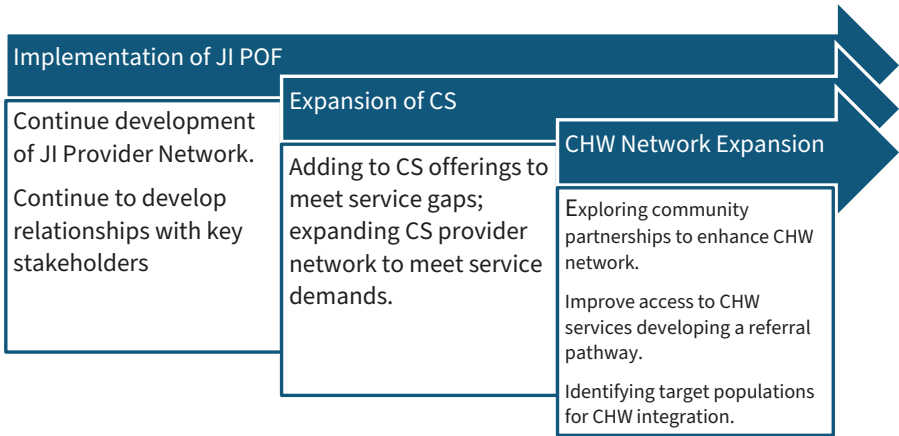 Implementation of JI POF
Continue development
of JI Provider Network.
Continue to develop
relationships with key
stakeholders
Expansion of CS
Adding to CS offerings to
meet service gaps;
expanding CS provider
network to meet service
demands.
CHW Network Expansion
Exploring community
partnerships to enhance CHW
network.
Improve access to CHW
services developing a referral
pathway.
Identifying target populations
for CHW integration.